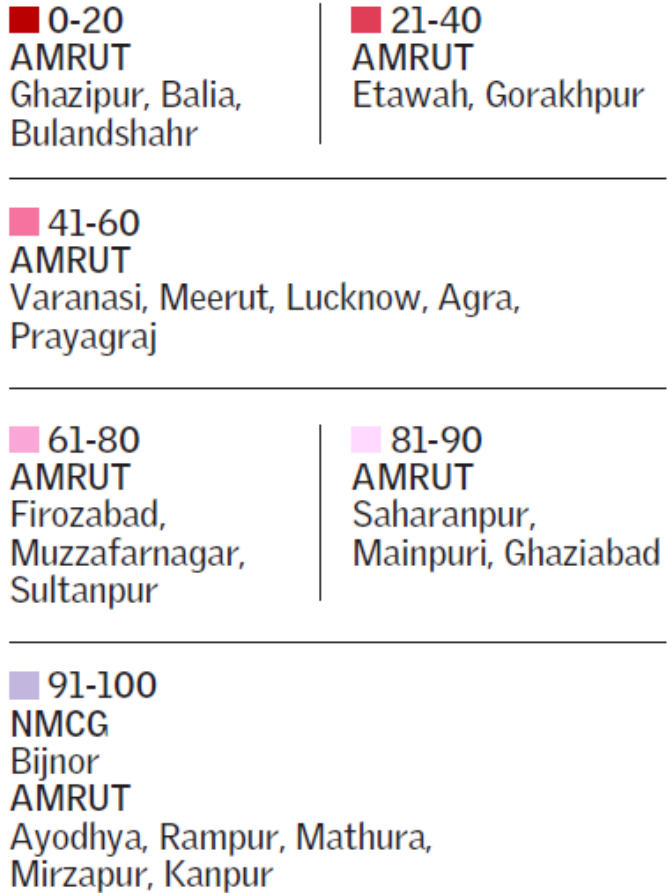 0-20
AMRUT
Ghazipur, Balia,
Bulandshahr
21-40
AMRUT
Etawah, Gorakhpur
41-60
AMRUT
Varanasi, Meerut, Lucknow, Agra,
Prayagraj
61-80
AMRUT
Firozabad,
Muzzafarnagar,
Sultanpur
81-90
AMRUT
Saharanpur,
Mainpuri, Ghaziabad
91-100
NMCG
Bijnor
AMRUT
Ayodhya, Rampur, Mathura,
Mirzapur, Kanpur